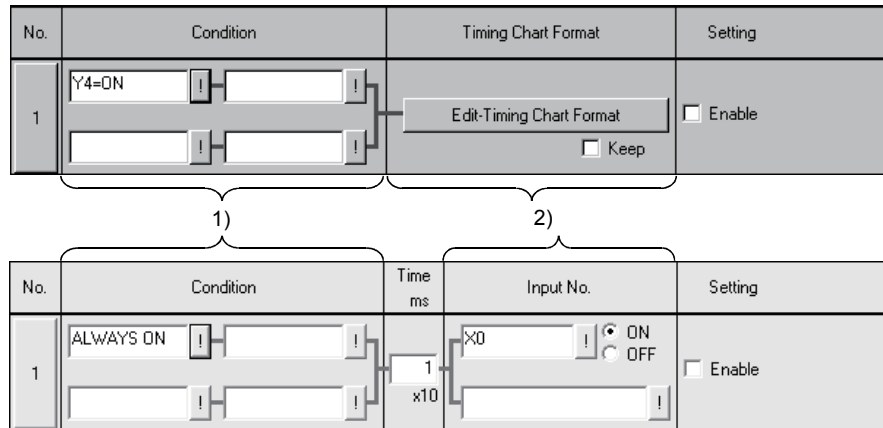 No. Condition Timing Chart Format Setting
Y4=ON ! !
1 Edit-Timing Chart Format Enable
! ! Keep
1) 2)
No. Condition Time ms Input No. Setting
ALWAYS ON ! ! X0 ! ON
OFF
1 1 Enable
x10
! ! !